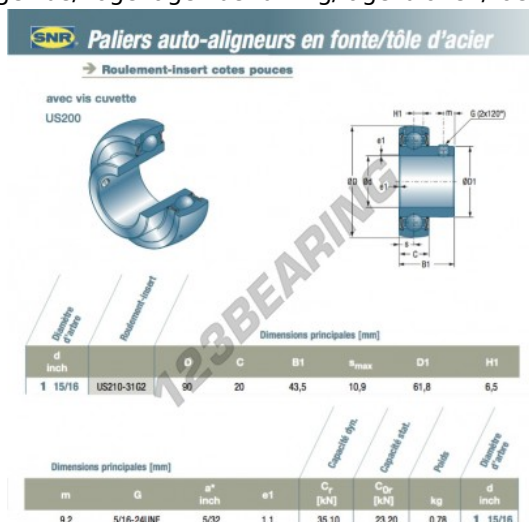 SNR Paliers auto-aligneurs en fonte/tôle d'acier
Roulement-insert cotes pouces
avec vis cuvette
US200
H1 m G (2x120°)
e1
ØD Ød e1 ØD1
s
C
B1
123BEARING
Diamètre d'arbre
Roulement-insert
Dimensions principales [mm]
d inch Ø C B1 smax D1 H1
1 15/16 US210-31G2 90 20 43,5 10,9 61,8 6,5
Dimensions principales [mm]
Capacité dyn.
Capacité stat.
Poids
Diamètre d'arbre
m G a* inch e1 Cr [kN] C0r [kN] kg d inch
9,2 5/16-24UNF 5/32 1,1 35,10 23,20 0,78 1 15/16